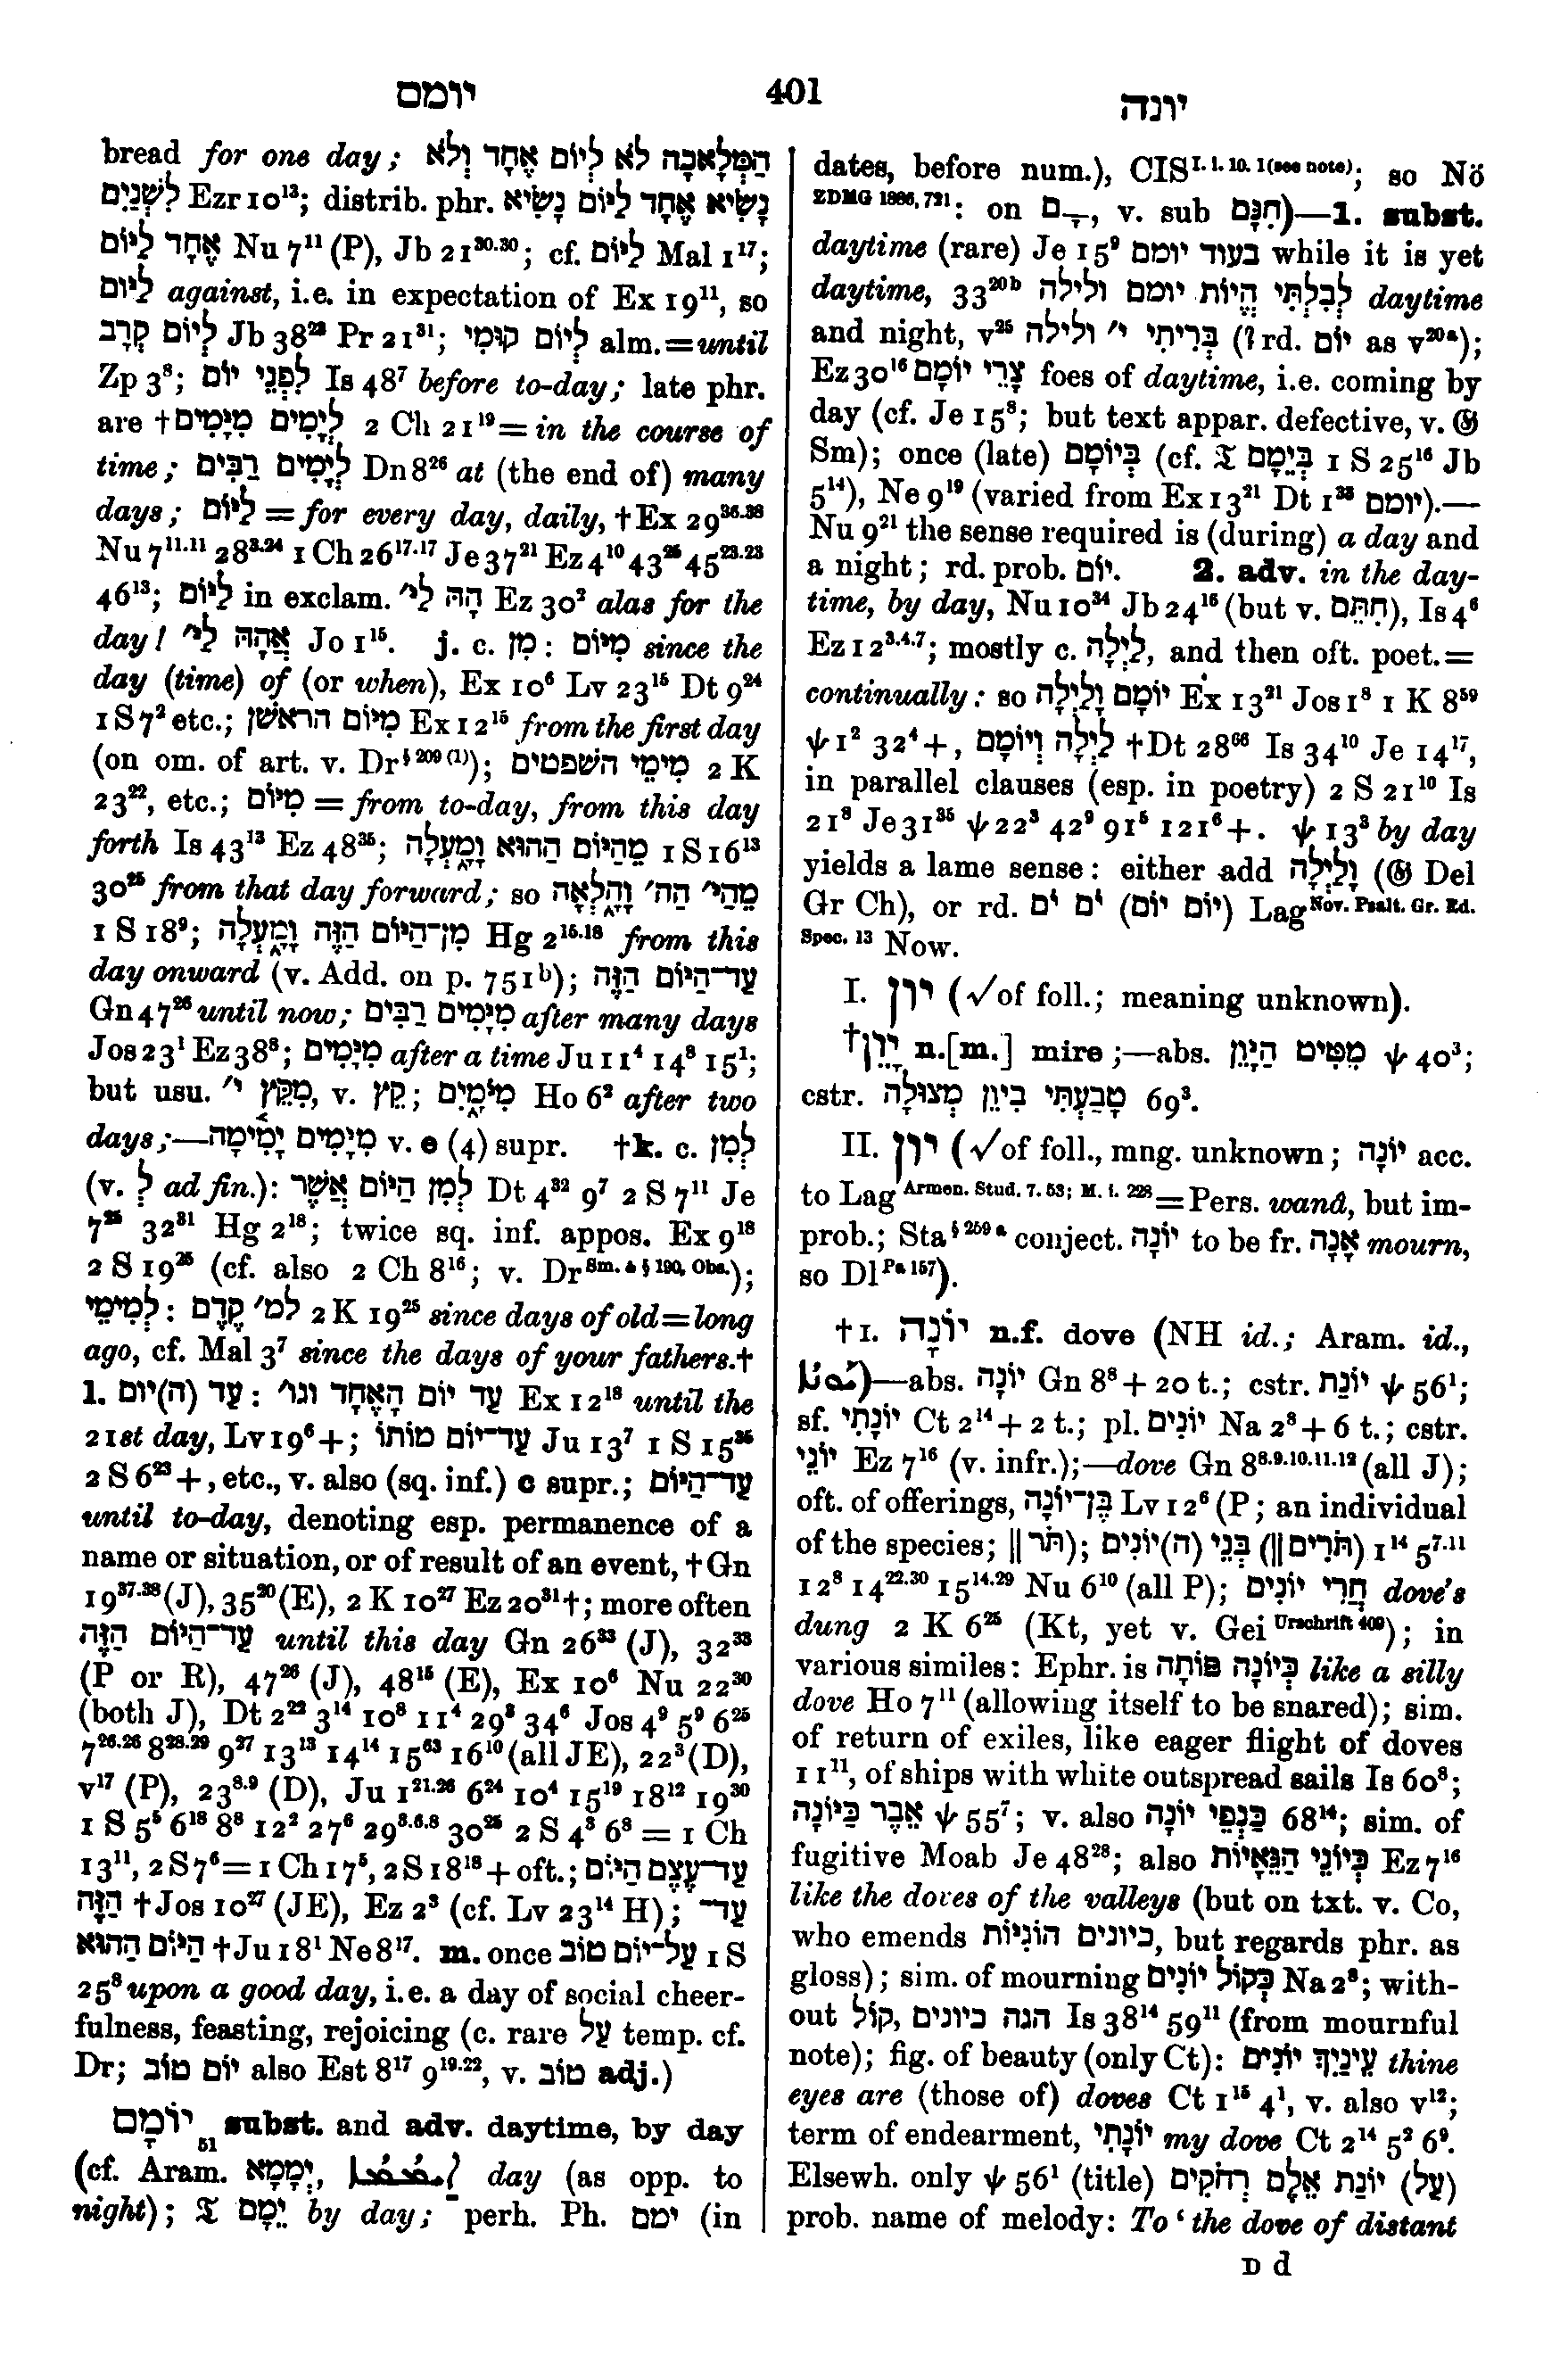 יומם
401
יונה
bread for one day; הַמְּלָאכָה לֹא לְיוֹם אֶחָד וְלֹא
לִשְׁנַיִם Ezr 10¹³; distrib. phr. נָשִׂיא אֶחָד לַיּוֹם נָשִׂיא
אֶחָד לַיּוֹם Nu 7¹¹ (P), Jb 21³⁰·³⁰; cf. לַיּוֹם Mal 1¹⁷;
לַיּוֹם against, i.e. in expectation of Ex 19¹¹, so
לְיוֹם קְרָב Jb 38²³ Pr 21³¹; לְיוֹם קוּמִי alm.=until
Zp 3⁸; לִפְנֵי יוֹם Is 48⁷ before to-day; late phr.
are †לְיָמִים מִיָּמִים 2 Ch 21¹⁹=in the course of
time; לְיָמִים רַבִּים Dn 8²⁶ at (the end of) many
days; לַיּוֹם = for every day, daily, †Ex 29³⁶·³⁸
Nu 7¹¹·¹¹ 28³·²⁴ 1 Ch 26¹⁷·¹⁷ Je 37²¹ Ez 4¹⁰ 43²⁵ 45²³·²³
46¹³; לַיּוֹם in exclam. הָהּ לַי׳ Ez 30² alas for the
day! אֲהָהּ לַי׳ Jo 1¹⁵. j. c. מִן: מִיּוֹם since the
day (time) of (or when), Ex 10⁶ Lv 23¹⁵ Dt 9²⁴
1 S 7² etc.; מִיּוֹם הראשׁן Ex 12¹⁵ from the first day
(on om. of art. v. Dr§ 209 (1)); מִימֵי השׁפטים 2 K
23²², etc.; מִיּוֹם = from to-day, from this day
forth Is 43¹³ Ez 48³⁵; מֵהַיּוֹם הַהוּא וָמָעְלָה 1 S 16¹³
30²⁵ from that day forward; so מֵהַי׳ הַה׳ וָהָלְאָה
1 S 18⁹; מִן־הַיּוֹם הַזֶּה וָמָעְלָה Hg 2¹⁵·¹⁸ from this
day onward (v. Add. on p. 751ᵇ); עַד־הַיּוֹם הַזֶּה
Gn 47²⁶ until now; מִיָּמִים רַבִּים after many days
Jos 23¹ Ez 38⁸; מִיָּמִים after a time Ju 11⁴ 14⁸ 15¹;
but usu. מִקֵּץ י׳, v. קֵץ; מִיֹּמָיִם Ho 6² after two
days;—מִיָּמִים יָמִימָה v. e (4) supr. †k. c. לְמִן
(v. לְ ad fin.): לְמִן הַיּוֹם אֲשֶׁר Dt 4³² 9⁷ 2 S 7¹¹ Je
7²⁵ 32³¹ Hg 2¹⁸; twice sq. inf. appos. Ex 9¹⁸
2 S 19²⁵ (cf. also 2 Ch 8¹⁶; v. Dr Sm. & § 190, Obs.);
לְמִימֵי: למ׳ קֶדֶם 2 K 19²⁵ since days of old=long
ago, cf. Mal 3⁷ since the days of your fathers.†
l. עַד (ה)יום: עַד יוֹם הָאֶחָד וגו׳ Ex 12¹⁸ until the
21st day, Lv 19⁶+; עַד־יוֹם מוֹתוֹ Ju 13⁷ 1 S 15³⁵
2 S 6²³+, etc., v. also (sq. inf.) c supr.; עַד־הַיּוֹם
until to-day, denoting esp. permanence of a
name or situation, or of result of an event, †Gn
19³⁷·³⁸(J), 35²⁰(E), 2 K 10²⁷ Ez 20³¹†; more often
עַד־הַיּוֹם הַזֶּה until this day Gn 26³³ (J), 32³³
(P or R), 47²⁶ (J), 48¹⁵ (E), Ex 10⁶ Nu 22³⁰
(both J), Dt 2²² 3¹⁴ 10⁸ 11⁴ 29³ 34⁶ Jos 4⁹ 5⁹ 6²⁵
7²⁶·²⁶ 8²⁸·²⁹ 9²⁷ 13¹³ 14¹⁴ 15⁶³ 16¹⁰ (all JE), 22³ (D),
v¹⁷ (P), 23⁸·⁹ (D), Ju 1²¹·²⁶ 6²⁴ 10⁴ 15¹⁹ 18¹² 19³⁰
1 S 5⁵ 6¹⁸ 8⁸ 12² 27⁶ 29³·⁶·⁸ 30²⁵ 2 S 4³ 6⁸ = 1 Ch
13¹¹, 2 S 7⁶=1 Ch 17⁵, 2 S 18¹⁸+oft.; עַד־עֶצֶם הַיּוֹם
הַזֶּה †Jos 10²⁷ (JE), Ez 2³ (cf. Lv 23¹⁴ H); עַד־
הַיּוֹם הַהוּא †Ju 18¹ Ne 8¹⁷. m. once עַל־יוֹם טוֹב 1 S
25⁸ upon a good day, i.e. a day of social cheer-
fulness, feasting, rejoicing (c. rare עַל temp. cf.
Dr; יוֹם טוֹב also Est 8¹⁷ 9¹⁹·²², v. טוֹב adj.)
יוֹמָם ₅₁ subst. and adv. daytime, by day
(cf. Aram. יְמָמָא, ܐܝܡܡܐ day (as opp. to
night); 𝔗 יֵמָם by day; perh. Ph. ימם (in
dates, before num.), CIS I. i. 10. 1 (see note); so Nö
ZDMG 1886, 721: on ־ָם, v. sub חִנָּם)—1. subst.
daytime (rare) Je 15⁹ בעוד יומם while it is yet
daytime, 33²⁰ᵇ לְבִלְתִּי הֱיוֹת יומם ולילה daytime
and night, v²⁵ בְּרִיתִי י׳ ולילה (? rd. יוֹם as v²⁰ᵃ);
Ez 30¹⁶ צָרֵי יוֹמָם foes of daytime, i.e. coming by
day (cf. Je 15⁸; but text appar. defective, v. 𝔊
Sm); once (late) בְּיוֹמָם (cf. 𝔗 בְּיֵמָם 1 S 25¹⁶ Jb
5¹⁴), Ne 9¹⁹ (varied from Ex 13²¹ Dt 1³³ יומם).—
Nu 9²¹ the sense required is (during) a day and
a night; rd. prob. יוֹם. 2. adv. in the day-
time, by day, Nu 10³⁴ Jb 24¹⁶ (but v. חתם), Is 4⁶
Ez 12³·⁴·⁷; mostly c. לַיְלָה, and then oft. poet.=
continually: so יוֹמָם וָלַיְלָה Ex 13²¹ Jos 1⁸ 1 K 8⁵⁹
ψ 1² 32⁴+, לַיְלָה וְיוֹמָם †Dt 28⁶⁶ Is 34¹⁰ Je 14¹⁷,
in parallel clauses (esp. in poetry) 2 S 21¹⁰ Is
21⁸ Je 31³⁵ ψ 22³ 42⁹ 91⁵ 121⁶+. ψ 13³ by day
yields a lame sense: either add וָלַיְלָה (𝔊 Del
Gr Ch), or rd. יֹם יֹם (יוֹם יוֹם) Lag Nov. Psalt. Gr. Ed.
Spec. 13 Now.
I. יון (√of foll.; meaning unknown).
†יָוֵן n.[m.] mire;—abs. מִטִּיט הַיָּוֵן ψ 40³;
cstr. טָבַעְתִּי בִּיוֵן מְצוּלָה 69³.
II. יון (√of foll., mng. unknown; יוֹנָה acc.
to Lag Armen. Stud. 7. 53; M. i. 228=Pers. wanâ, but im-
prob.; Sta § 259 a conject. יוֹנָה to be fr. אָנָה mourn,
so Dl Pa 157).
†1. יוֹנָה n.f. dove (NH id.; Aram. id.,
ܝܘܢܐ)—abs. יוֹנָה Gn 8⁸+20 t.; cstr. יוֹנַת ψ 56¹;
sf. יוֹנָתִי Ct 2¹⁴+2 t.; pl. יוֹנִים Na 2⁸+6 t.; cstr.
יוֹנֵי Ez 7¹⁶ (v. infr.);—dove Gn 8⁸·⁹·¹⁰·¹¹·¹² (all J);
oft. of offerings, בֶּן־יוֹנָה Lv 12⁶ (P; an individual
of the species; ‖ תֹּר); בְּנֵי (ה)יוֹנִים (‖תֹּרִים) 1¹⁴ 5⁷·¹¹
12⁸ 14²²·³⁰ 15¹⁴·²⁹ Nu 6¹⁰ (all P); חֲרֵי יוֹנִים dove's
dung 2 K 6²⁵ (Kt, yet v. Gei Urschrift 409); in
various similes: Ephr. is כְּיוֹנָה פּוֹתָה like a silly
dove Ho 7¹¹ (allowing itself to be snared); sim.
of return of exiles, like eager flight of doves
11¹¹, of ships with white outspread sails Is 60⁸;
אֵבֶר כַּיּוֹנָה ψ 55⁷; v. also כַּנְפֵי יוֹנָה 68¹⁴; sim. of
fugitive Moab Je 48²⁸; also כְּיוֹנֵי הַגֵּאָיוֹת Ez 7¹⁶
like the doves of the valleys (but on txt. v. Co,
who emends כיונים הוֹגִיּוֹת, but regards phr. as
gloss); sim. of mourning כְּקוֹל יוֹנִים Na 2⁸; with-
out קוֹל, הגה כיונים Is 38¹⁴ 59¹¹ (from mournful
note); fig. of beauty (only Ct): עֵינַיִךְ יוֹנִים thine
eyes are (those of) doves Ct 1¹⁵ 4¹, v. also v¹²;
term of endearment, יוֹנָתִי my dove Ct 2¹⁴ 5² 6⁹.
Elsewh. only ψ 56¹ (title) (עַל) יוֹנַת אֵלֶם רְחֹקִים
prob. name of melody: To ‘the dove of distant
D d